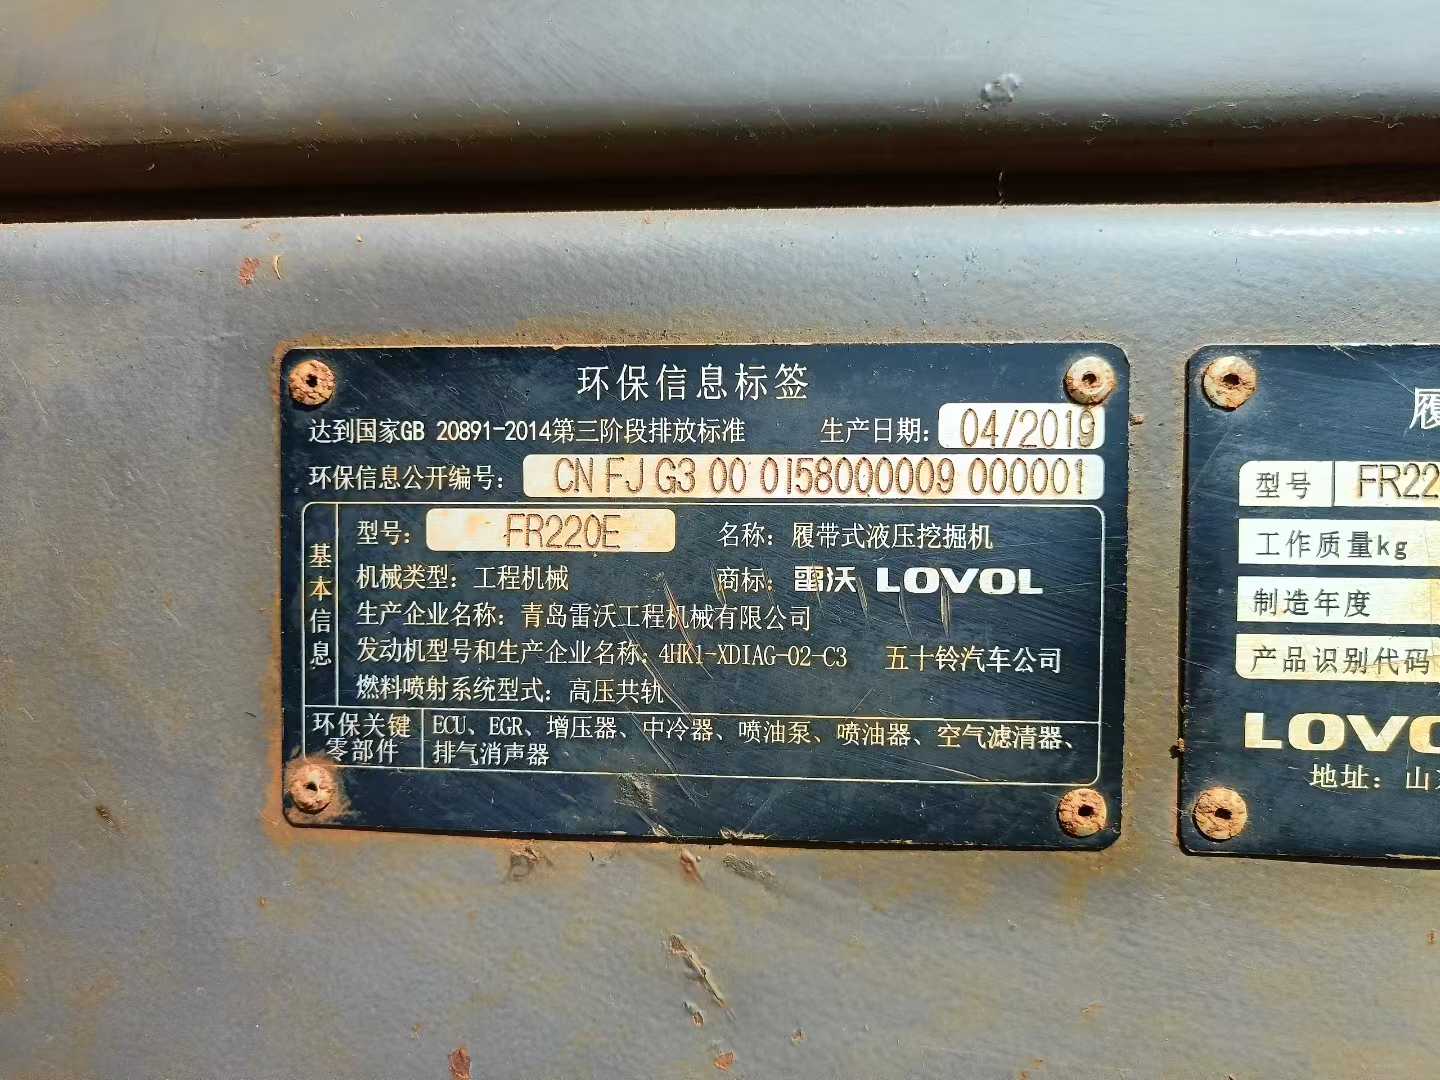 环保信息标签
达到国家GB 20891-2014第三阶段排放标准 生产日期: 04/2019
环保信息公开编号: CN FJ G3 00 0158000009 000001
基本信息
型号: FR220E 名称: 履带式液压挖掘机
机械类型: 工程机械 商标: 雷沃 LOVOL
生产企业名称: 青岛雷沃工程机械有限公司
发动机型号和生产企业名称: 4HK1-XDIAG-02-C3 五十铃汽车公司
燃料喷射系统型式: 高压共轨
环保关键零部件
ECU、EGR、增压器、中冷器、喷油泵、喷油器、空气滤清器、
排气消声器
履
型号 FR22
工作质量kg
制造年度
产品识别代码
LOVO
地址: 山